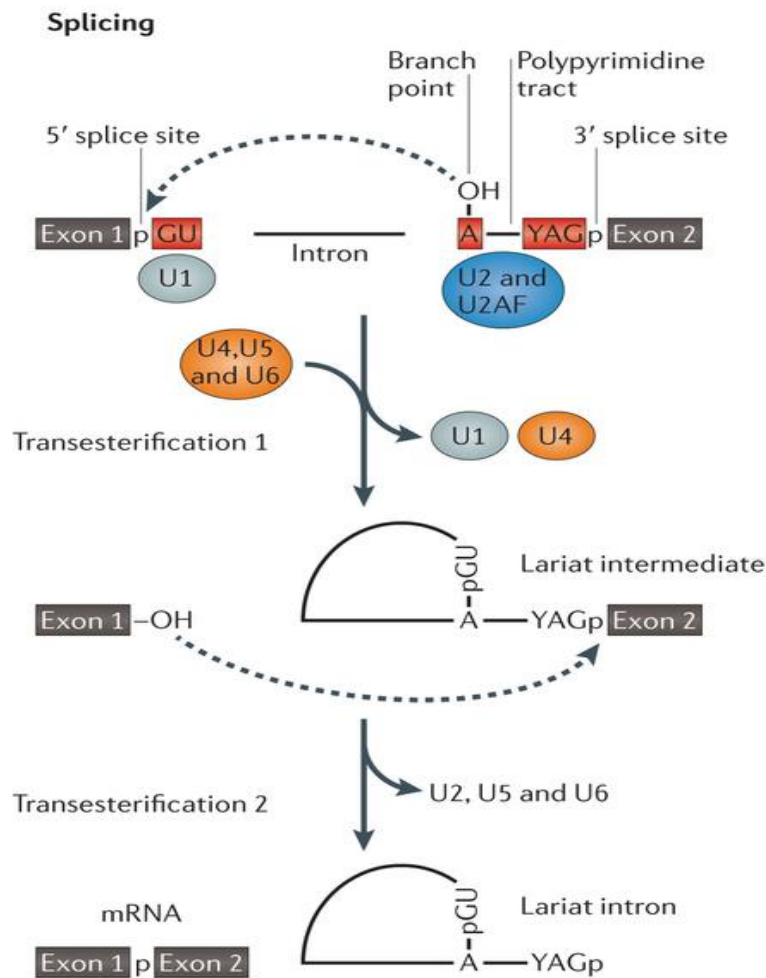 Splicing
Branch point
Polypyrimidine tract
5′ splice site
3′ splice site
OH
Exon 1 p GU
A
YAG p Exon 2
Intron
U1
U2 and
U2AF
U4,U5
and U6
Transesterification 1
U1
U4
pGU
Lariat intermediate
Exon 1 –OH
A
YAGp Exon 2
U2, U5 and U6
Transesterification 2
mRNA
pGU
Lariat intron
Exon 1 p Exon 2
A
YAGp